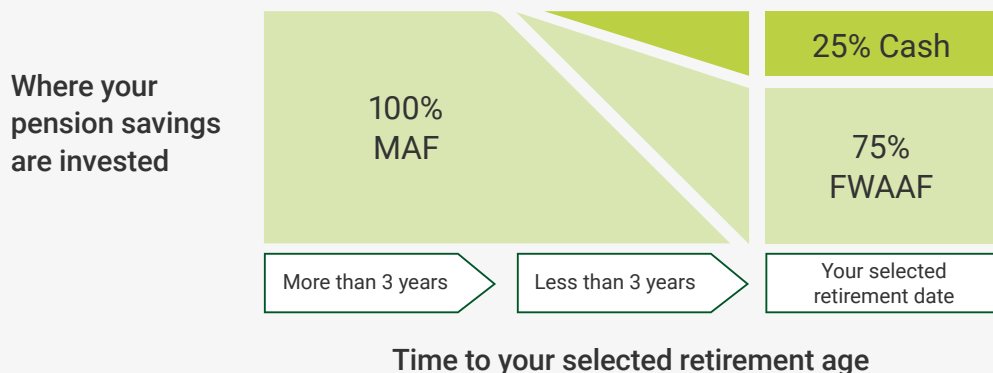 Where your
pension savings
are invested
100%
MAF
25% Cash
75%
FWAAF
More than 3 years
Less than 3 years
Your selected
retirement date
Time to your selected retirement age